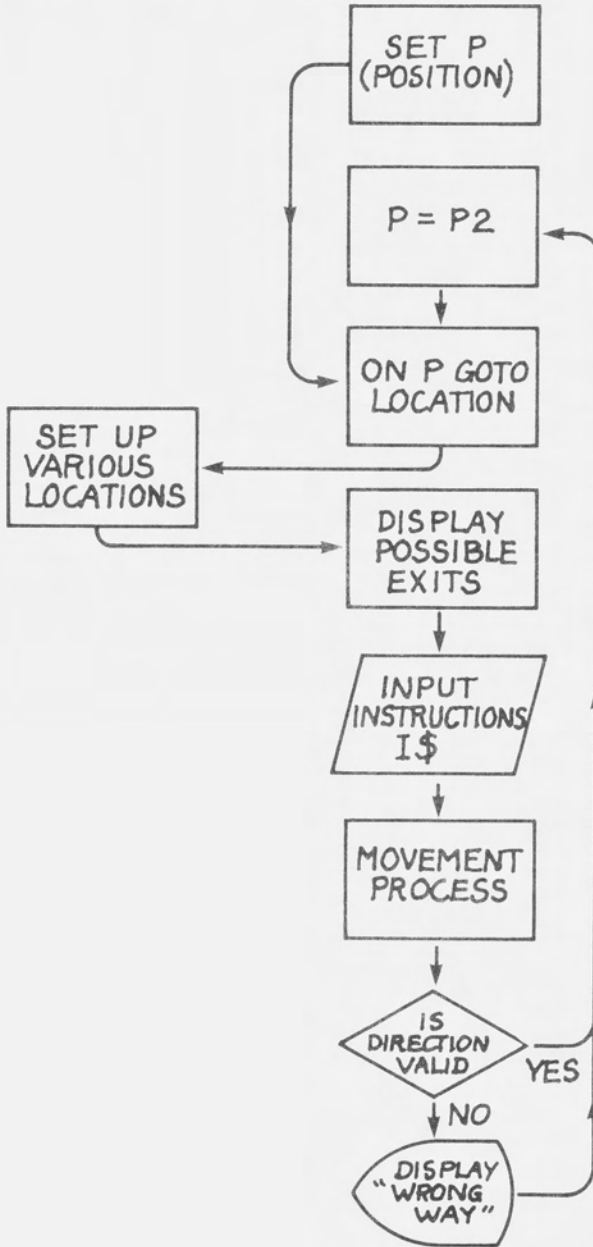 SET P
(POSITION)
P = P2
ON P GOTO
LOCATION
SET UP
VARIOUS
LOCATIONS
DISPLAY
POSSIBLE
EXITS
INPUT
INSTRUCTIONS
I$
MOVEMENT
PROCESS
IS
DIRECTION
VALID
YES
NO
DISPLAY
"WRONG
WAY"